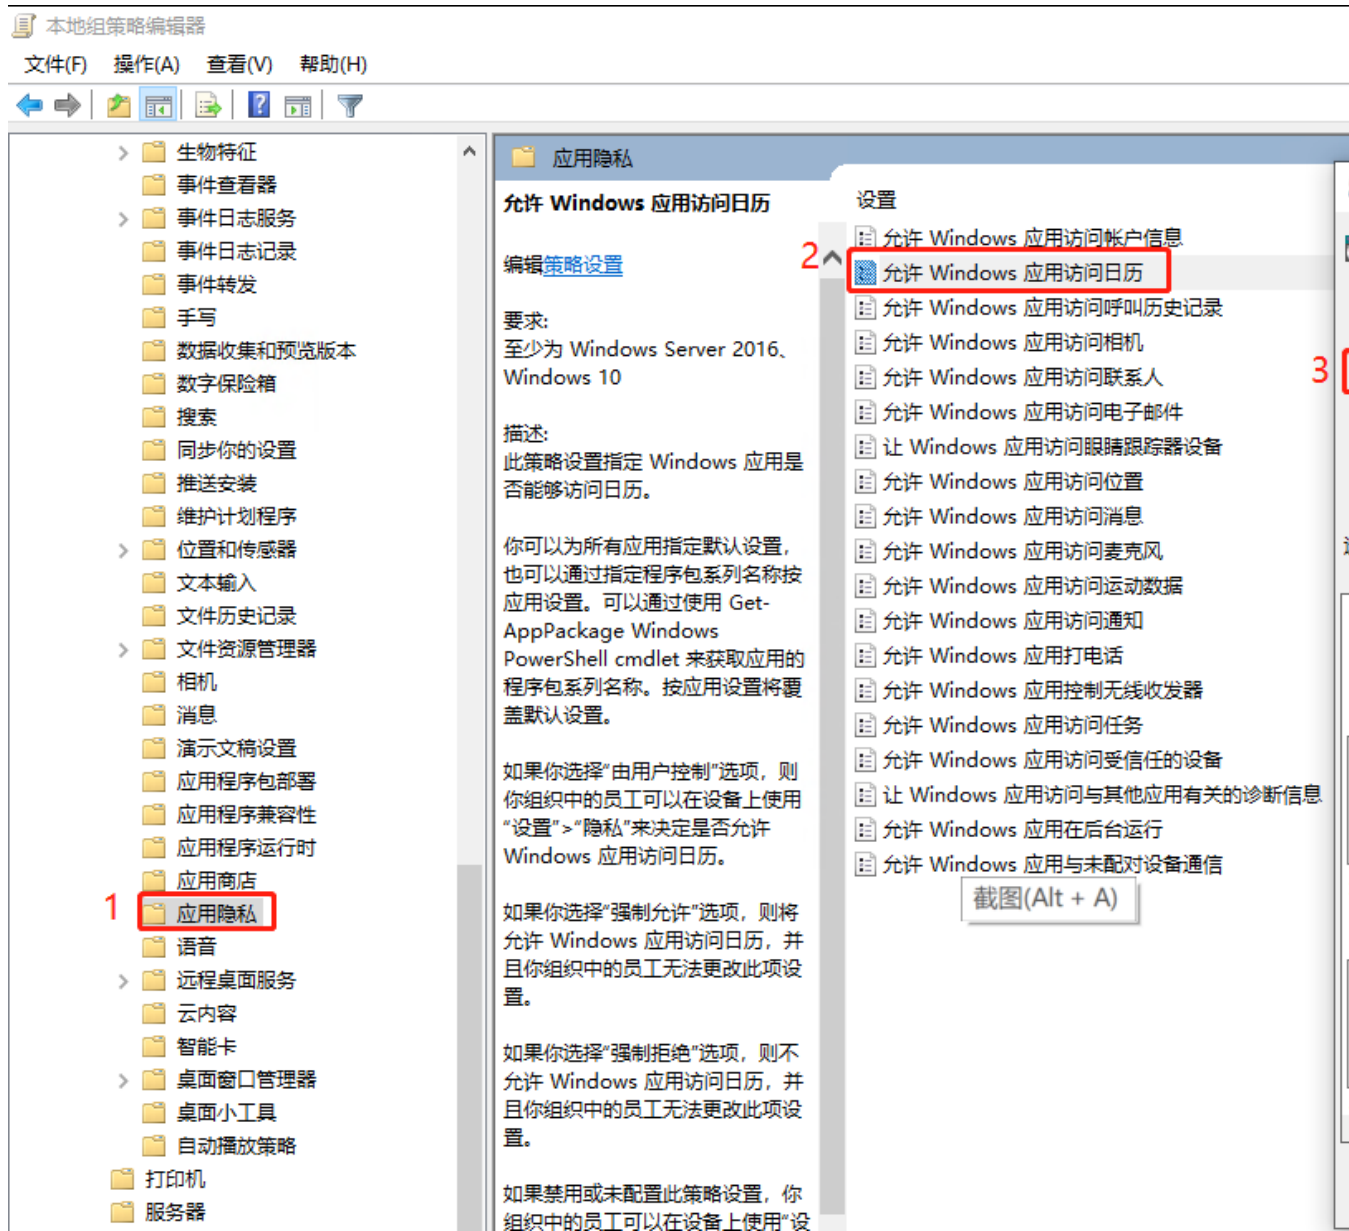 本地组策略编辑器
文件(F) 操作(A) 查看(V) 帮助(H)
生物特征
事件查看器
事件日志服务
事件日志记录
事件转发
手写
数据收集和预览版本
数字保险箱
搜索
同步你的设置
推送安装
维护计划程序
位置和传感器
文本输入
文件历史记录
文件资源管理器
相机
消息
演示文稿设置
应用程序包部署
应用程序兼容性
应用程序运行时
应用商店
1
应用隐私
语音
远程桌面服务
云内容
智能卡
桌面窗口管理器
桌面小工具
自动播放策略
打印机
服务器
应用隐私
允许 Windows 应用访问日历
编辑策略设置
要求:
至少为 Windows Server 2016、
Windows 10
描述:
此策略设置指定 Windows 应用是
否能够访问日历。
你可以为所有应用指定默认设置，
也可以通过指定程序包系列名称按
应用设置。可以通过使用 Get-
AppPackage Windows
PowerShell cmdlet 来获取应用的
程序包系列名称。按应用设置将覆
盖默认设置。
如果你选择“由用户控制”选项，则
你组织中的员工可以在设备上使用
“设置”>“隐私”来决定是否允许
Windows 应用访问日历。
如果你选择“强制允许”选项，则将
允许 Windows 应用访问日历，并
且你组织中的员工无法更改此项设
置。
如果你选择“强制拒绝”选项，则不
允许 Windows 应用访问日历，并
且你组织中的员工无法更改此项设
置。
如果禁用或未配置此策略设置，你
组织中的员工可以在设备上使用“设
设置
允许 Windows 应用访问帐户信息
2
允许 Windows 应用访问日历
允许 Windows 应用访问呼叫历史记录
允许 Windows 应用访问相机
允许 Windows 应用访问联系人
3
允许 Windows 应用访问电子邮件
让 Windows 应用访问眼睛跟踪器设备
允许 Windows 应用访问位置
允许 Windows 应用访问消息
允许 Windows 应用访问麦克风
允许 Windows 应用访问运动数据
允许 Windows 应用访问通知
允许 Windows 应用打电话
允许 Windows 应用控制无线收发器
允许 Windows 应用访问任务
允许 Windows 应用访问受信任的设备
让 Windows 应用访问与其他应用有关的诊断信息
允许 Windows 应用在后台运行
允许 Windows 应用与未配对设备通信
截图(Alt + A)